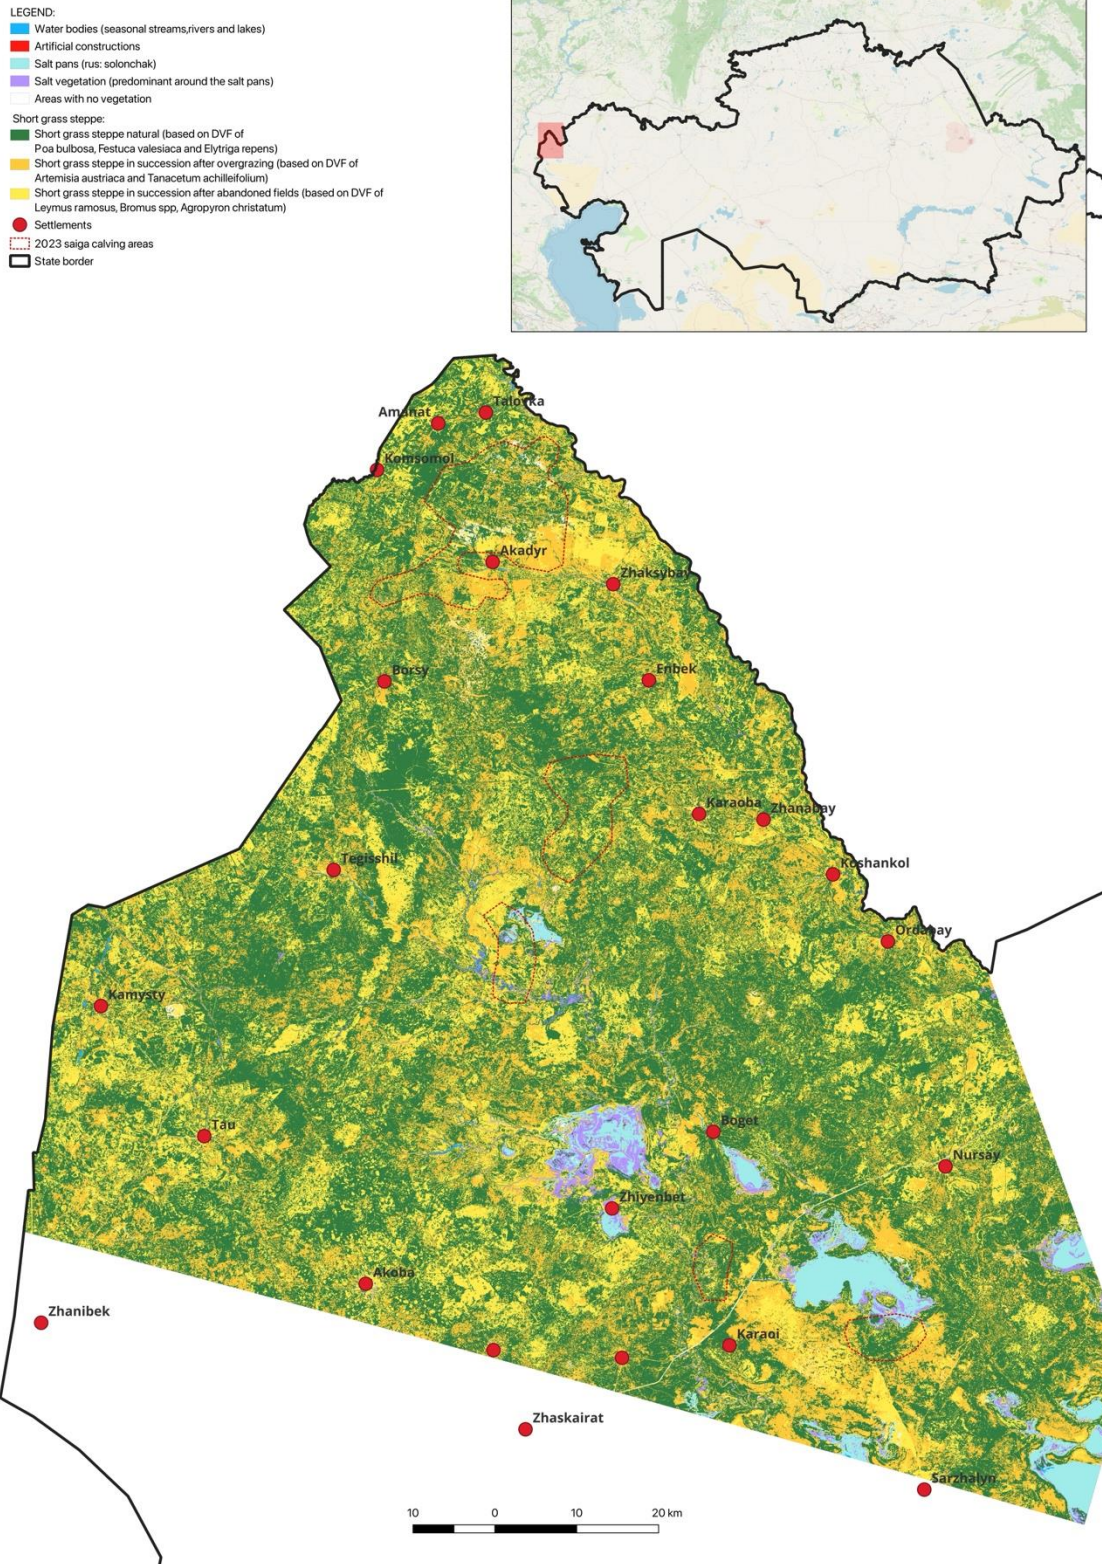 LEGEND:
Water bodies (seasonal streams,rivers and lakes)
Artificial constructions
Salt pans (rus: solonchak)
Salt vegetation (predominant around the salt pans)
Areas with no vegetation
Short grass steppe:
Short grass steppe natural (based on DVF of
Poa bulbosa, Festuca valesiaca and Elytriga repens)
Short grass steppe in succession after overgrazing (based on DVF of
Artemisia austriaca and Tanacetum achilleifolium)
Short grass steppe in succession after abandoned fields (based on DVF of
Leymus ramosus, Bromus spp, Agropyron christatum)
Settlements
2023 saiga calving areas
State border
Talovka
Amanat
Komsomol
Akadyr
Zhaksybay
Borsy
Enbek
Karaoba
Zhanabay
Tegisshil
Koshankol
Ordabay
Kamysty
Tau
Boget
Nursay
Zhiyenbet
Akoba
Zhanibek
Karaoi
Zhaskairat
Sarzhalyn
10 0 10 20 km